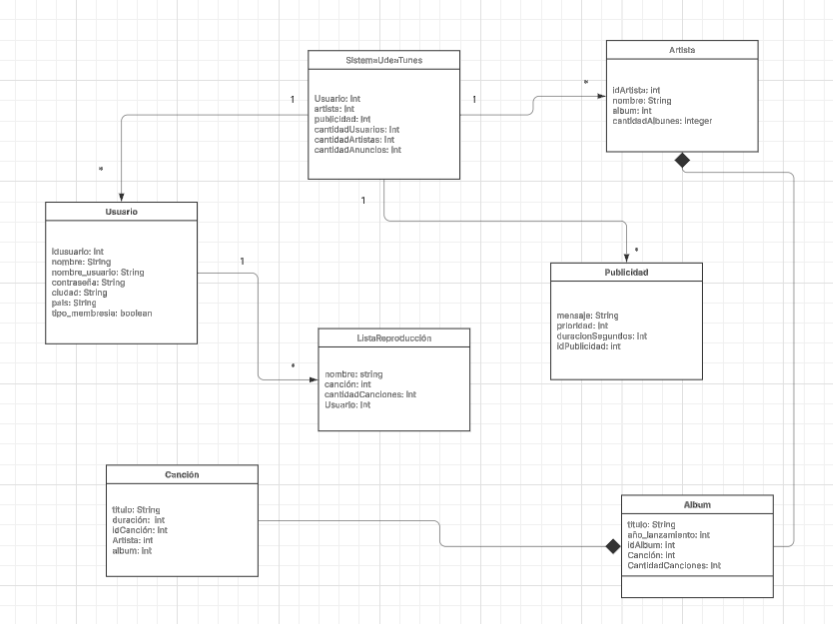 SistemaUdeaTunes
Usuario: int
artista: int
publicidad: int
cantidadUsuarios: int
cantidadArtistas: int
cantidadAnuncios: int
Artista
idArtista: int
nombre: String
album: int
cantidadAlbunes: integer
1
1
*
*
1
*
Usuario
idusuario: int
nombre: String
nombre_usuario: String
contraseña: String
ciudad: String
pais: String
tipo_membresia: boolean
1
*
Publicidad
mensaje: String
prioridad: int
duracionSegundos: int
idPublicidad: int
ListaReproducción
nombre: string
canción: int
cantidadCanciones: int
Usuario: int
Canción
titulo: String
duración: int
idCanción: int
Artista: int
album: int
Album
titulo: String
año_lanzamiento: int
idAlbum: int
Canción: int
CantidadCanciones: int